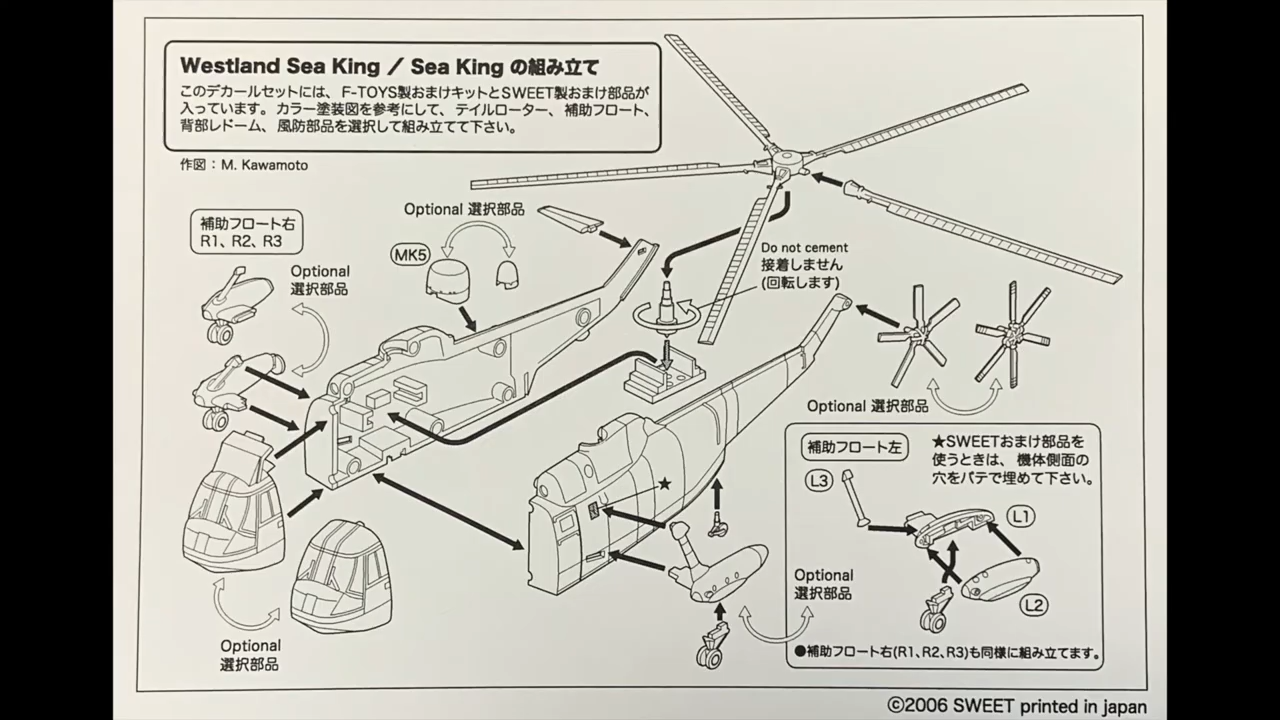 Westland Sea King / Sea King の組み立て
このデカールセットには、F-TOYS製おまけキットとSWEET製おまけ部品が
入っています。カラー塗装図を参考にして、テイルローター、補助フロート、
背部レドーム、風防部品を選択して組み立てて下さい。
作図：M. Kawamoto
補助フロート右
R1、R2、R3
Optional
選択部品
Optional 選択部品
MK5
Do not cement
接着しません
(回転します)
Optional 選択部品
補助フロート左
★SWEETおまけ部品を
使うときは、機体側面の
穴をパテで埋めて下さい。
L3
L1
L2
★
Optional
選択部品
Optional
選択部品
●補助フロート右(R1、R2、R3)も同様に組み立てます。
©2006 SWEET printed in japan